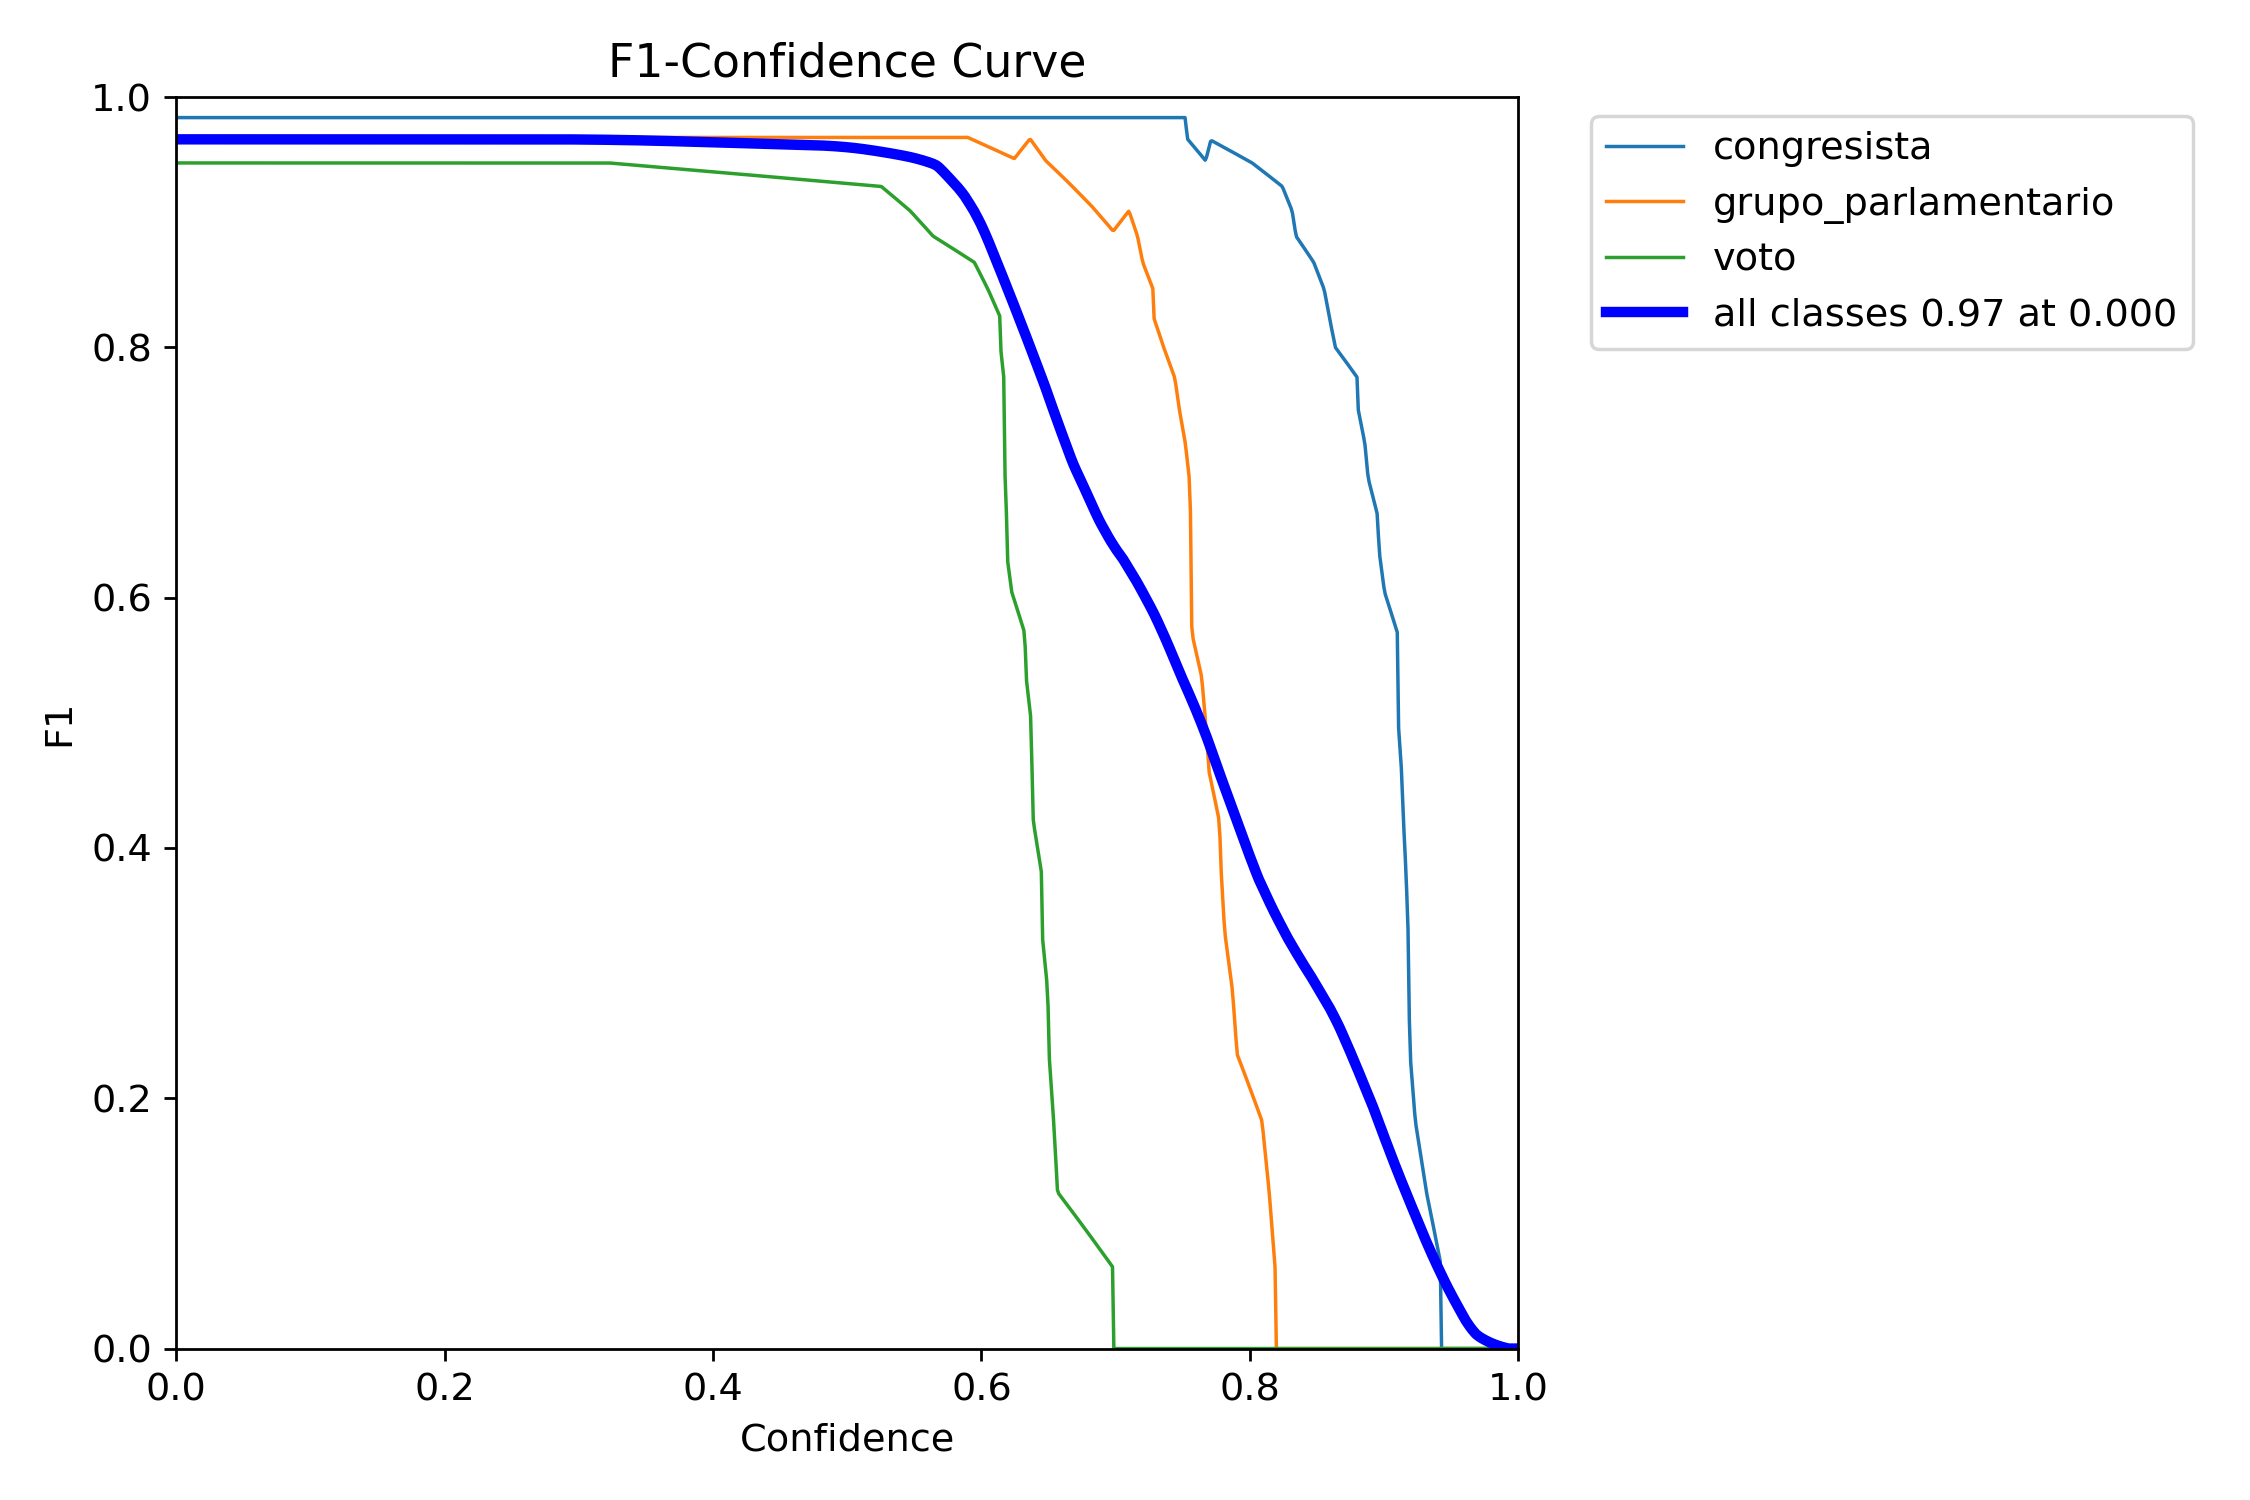 F1-Confidence Curve
1.0
0.8
0.6
0.4
0.2
0.0
F1
0.0 0.2 0.4 0.6 0.8 1.0
Confidence
congresista
grupo_parlamentario
voto
all classes 0.97 at 0.000